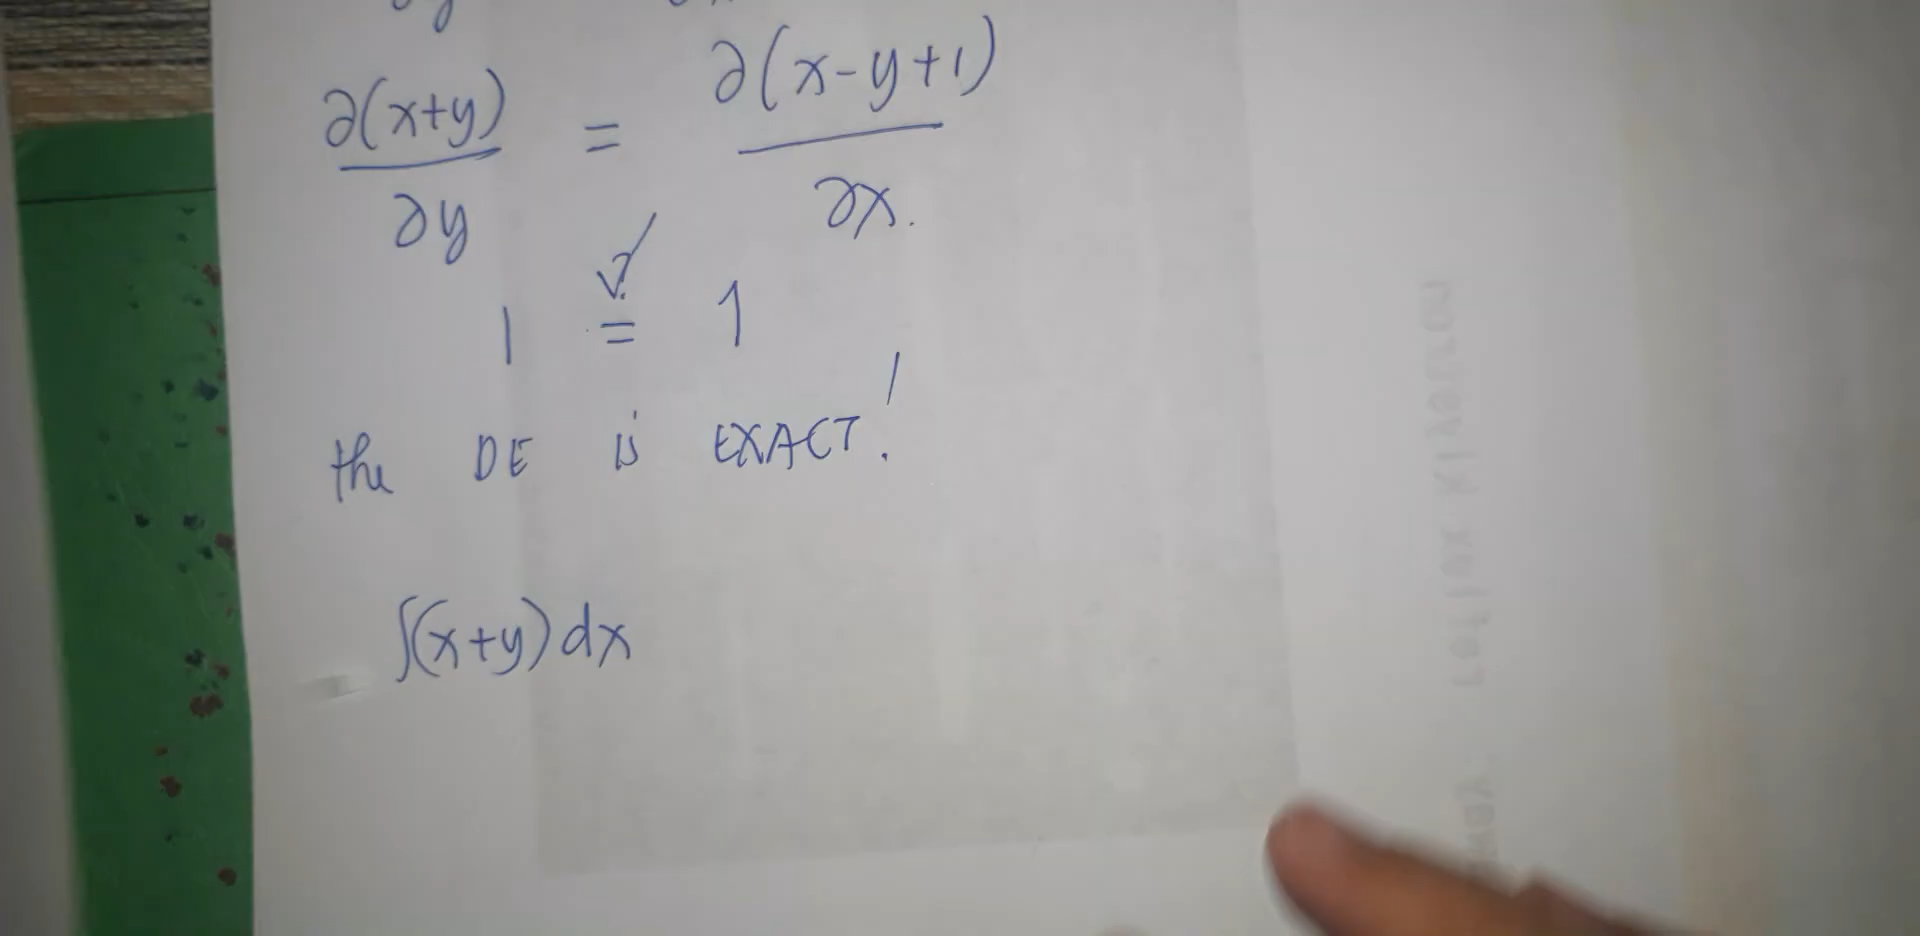 ∂(x+y)/∂y = ∂(x-y+1)/∂x.
1 ?= 1 ✓
the DE is EXACT!
∫(x+y)dx